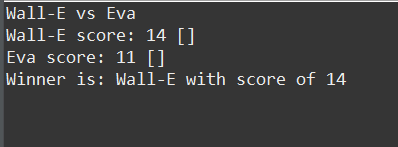 Wall-E vs Eva
Wall-E score: 14 []
Eva score: 11 []
Winner is: Wall-E with score of 14